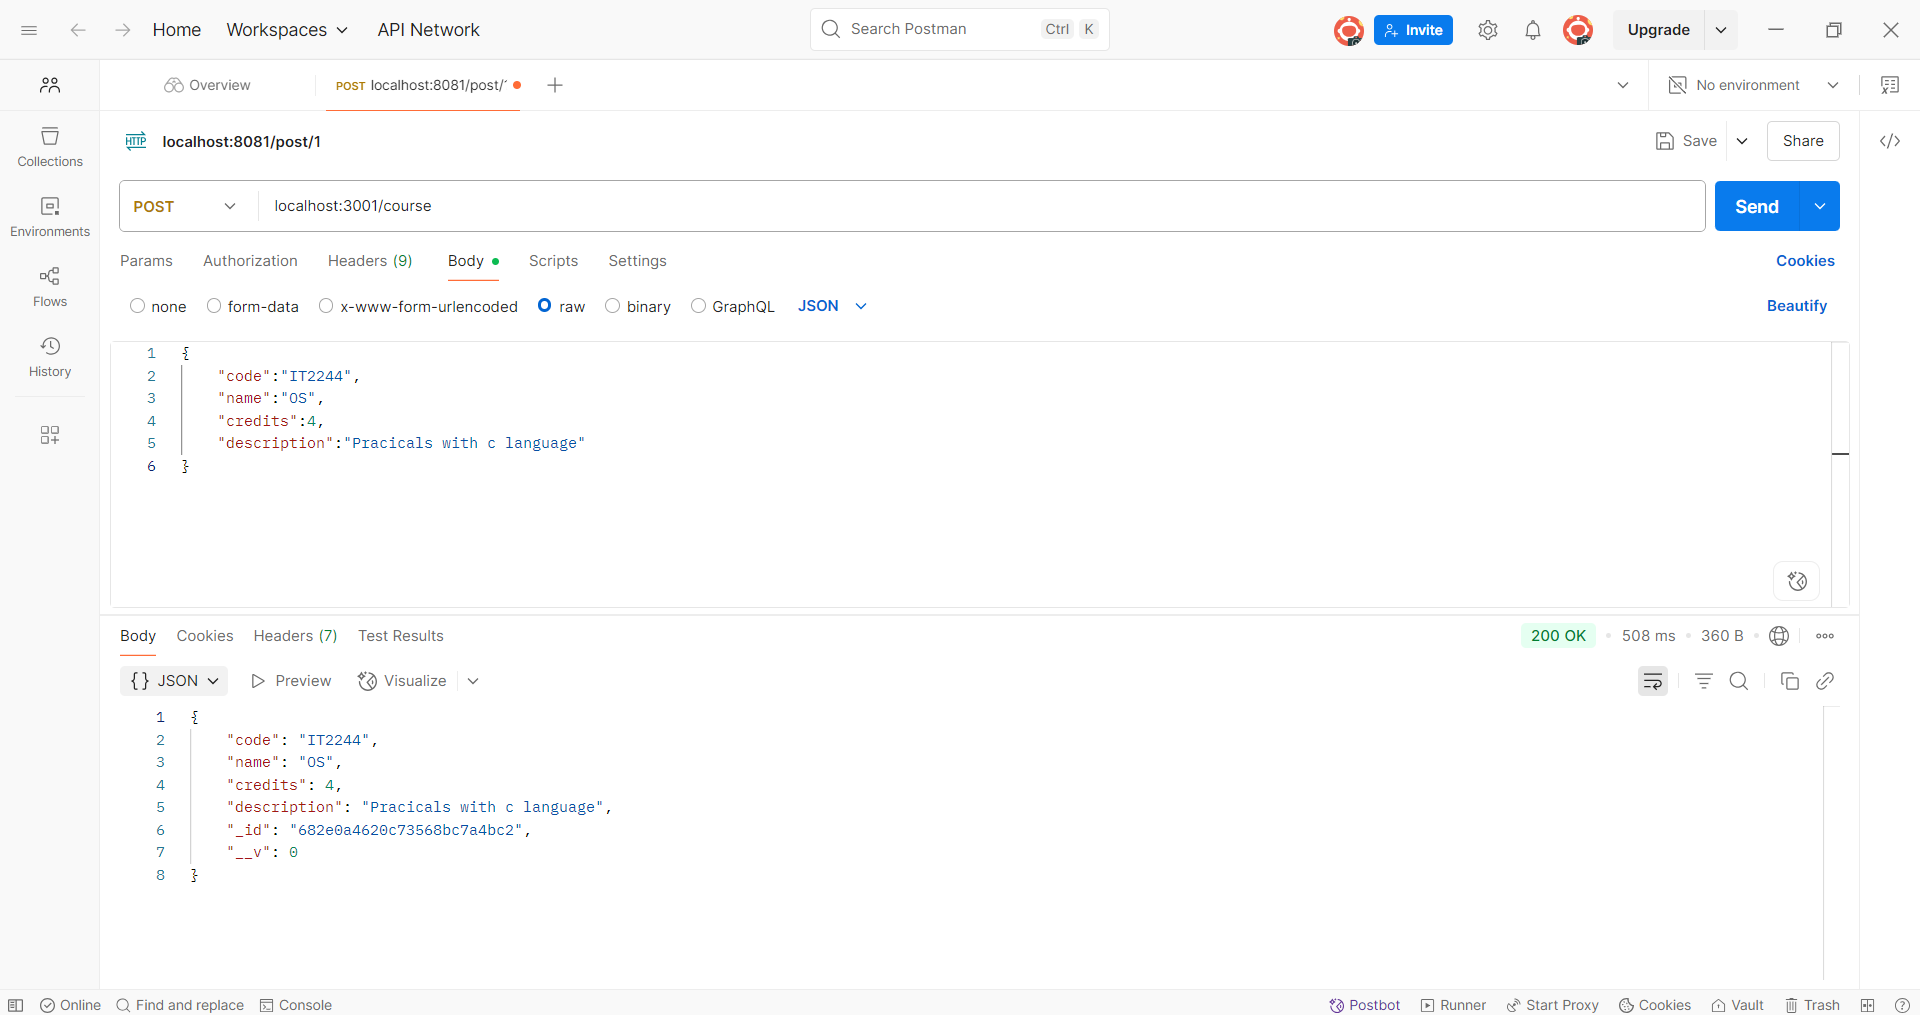 Home Workspaces API Network Search Postman Ctrl K Invite Upgrade
Overview POST localhost:8081/post/ No environment
HTTP localhost:8081/post/1 Save Share
POST localhost:3001/course Send
Params Authorization Headers (9) Body Scripts Settings Cookies
none form-data x-www-form-urlencoded raw binary GraphQL JSON Beautify
Collections
Environments
Flows
History
1 {
2 "code":"IT2244",
3 "name":"OS",
4 "credits":4,
5 "description":"Pracicals with c language"
6 }
Body Cookies Headers (7) Test Results 200 OK 508 ms 360 B
{} JSON Preview Visualize
1 {
2 "code": "IT2244",
3 "name": "OS",
4 "credits": 4,
5 "description": "Pracicals with c language",
6 "_id": "682e0a4620c73568bc7a4bc2",
7 "__v": 0
8 }
Online Find and replace Console Postbot Runner Start Proxy Cookies Vault Trash